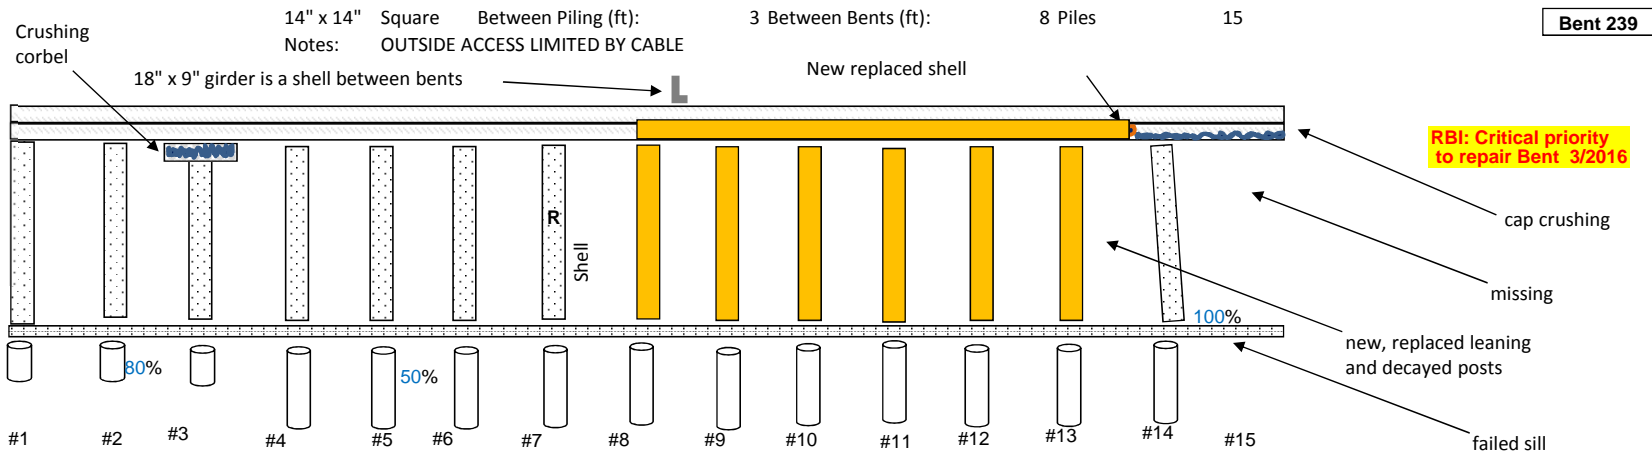 14" x 14" Square Between Piling (ft): 3 Between Bents (ft): 8 Piles 15
Bent 239
Notes: OUTSIDE ACCESS LIMITED BY CABLE
Crushing
corbel
18" x 9" girder is a shell between bents
L
New replaced shell
RBI: Critical priority
to repair Bent 3/2016
R
Shell
cap crushing
missing
100%
new, replaced leaning
and decayed posts
80%
50%
#1 #2 #3 #4 #5 #6 #7 #8 #9 #10 #11 #12 #13 #14 #15
failed sill